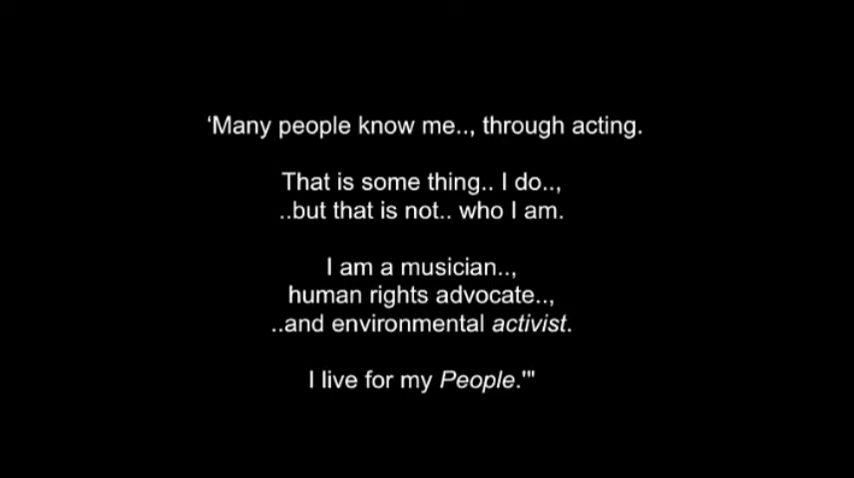 ‘Many people know me.., through acting.
That is some thing.. I do..,
..but that is not.. who I am.
I am a musician..,
human rights advocate..,
..and environmental activist.
I live for my People.'"